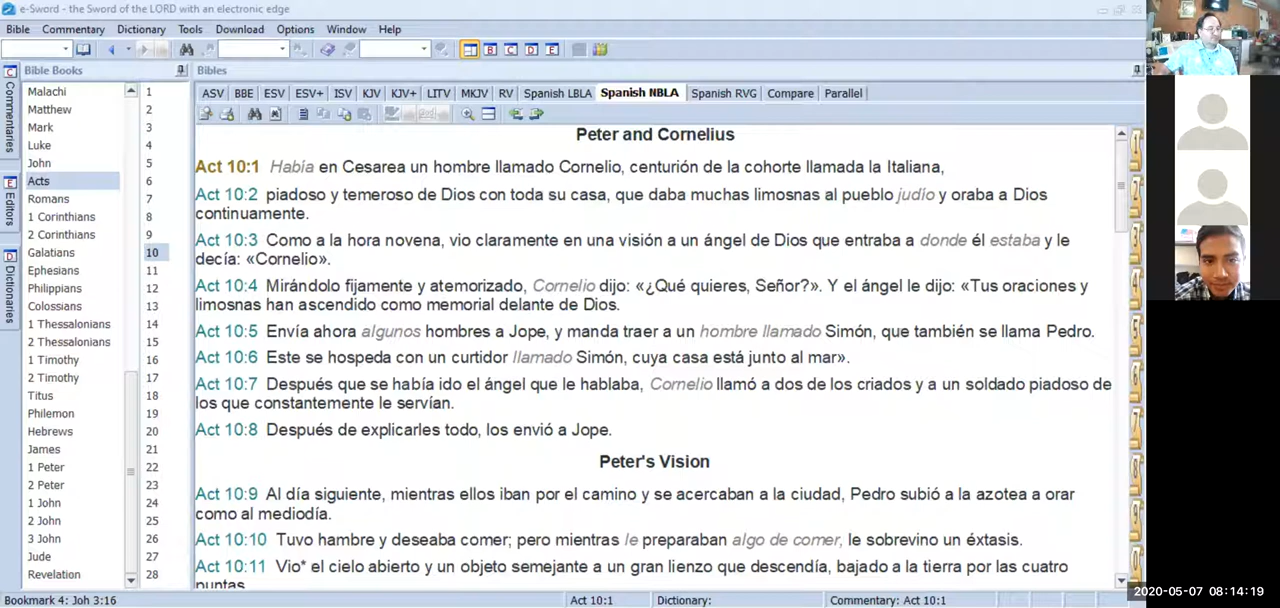 e-Sword - the Sword of the LORD with an electronic edge
Bible Commentary Dictionary Tools Options Window Help
Bible Books
Bibles
ASV BBE ESV ESV+ ISV KJV KJV+ LITV MKJV RV Spanish LBLA Spanish NBLA Spanish RVG Compare Parallel
Commentaries
Editors
Dictionaries
Malachi 1
Matthew 2
Mark 3
Luke 4
John 5
Acts 6
Romans 7
1 Corinthians 8
2 Corinthians 9
Galatians 10
Ephesians 11
Philippians 12
Colossians 13
1 Thessalonians 14
2 Thessalonians 15
1 Timothy 16
2 Timothy 17
Titus 18
Philemon 19
Hebrews 20
James 21
1 Peter 22
2 Peter 23
1 John 24
2 John 25
3 John 26
Jude 27
Revelation 28
Peter and Cornelius
Act 10:1 Había en Cesarea un hombre llamado Cornelio, centurión de la cohorte llamada la Italiana,
Act 10:2 piadoso y temeroso de Dios con toda su casa, que daba muchas limosnas al pueblo judío y oraba a Dios
continuamente.
Act 10:3 Como a la hora novena, vio claramente en una visión a un ángel de Dios que entraba a donde él estaba y le
decía: «Cornelio».
Act 10:4 Mirándolo fijamente y atemorizado, Cornelio dijo: «¿Qué quieres, Señor?». Y el ángel le dijo: «Tus oraciones y
limosnas han ascendido como memorial delante de Dios.
Act 10:5 Envía ahora algunos hombres a Jope, y manda traer a un hombre llamado Simón, que también se llama Pedro.
Act 10:6 Este se hospeda con un curtidor llamado Simón, cuya casa está junto al mar».
Act 10:7 Después que se había ido el ángel que le hablaba, Cornelio llamó a dos de los criados y a un soldado piadoso de
los que constantemente le servían.
Act 10:8 Después de explicarles todo, los envió a Jope.
Peter's Vision
Act 10:9 Al día siguiente, mientras ellos iban por el camino y se acercaban a la ciudad, Pedro subió a la azotea a orar
como al mediodía.
Act 10:10 Tuvo hambre y deseaba comer; pero mientras le preparaban algo de comer, le sobrevino un éxtasis.
Act 10:11 Vio* el cielo abierto y un objeto semejante a un gran lienzo que descendía, bajado a la tierra por las cuatro
puntas
Bookmark 4: Joh 3:16 Act 10:1 Dictionary: Commentary: Act 10:1
2020-05-07 08:14:19